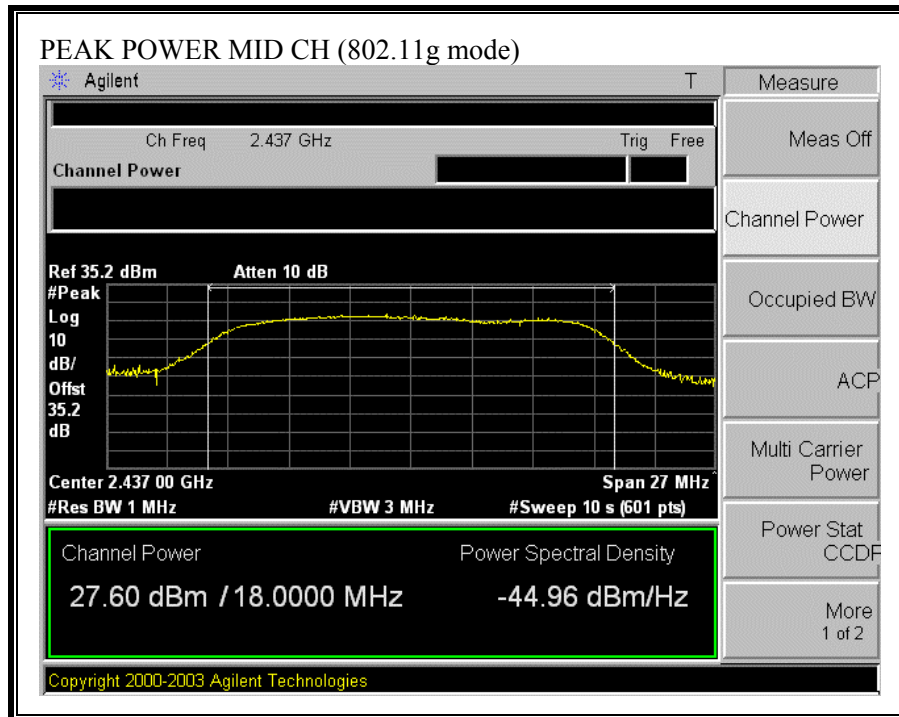 PEAK POWER MID CH (802.11g mode)
Agilent T Measure
Ch Freq 2.437 GHz Trig Free
Channel Power
Meas Off
Channel Power
Occupied BW
ACP
Multi Carrier
Power
Power Stat
CCDF
More
1 of 2
Ref 35.2 dBm Atten 10 dB
#Peak
Log
10
dB/
Offst
35.2
dB
Center 2.437 00 GHz Span 27 MHz
#Res BW 1 MHz #VBW 3 MHz #Sweep 10 s (601 pts)
Channel Power Power Spectral Density
27.60 dBm / 18.0000 MHz -44.96 dBm/Hz
Copyright 2000-2003 Agilent Technologies